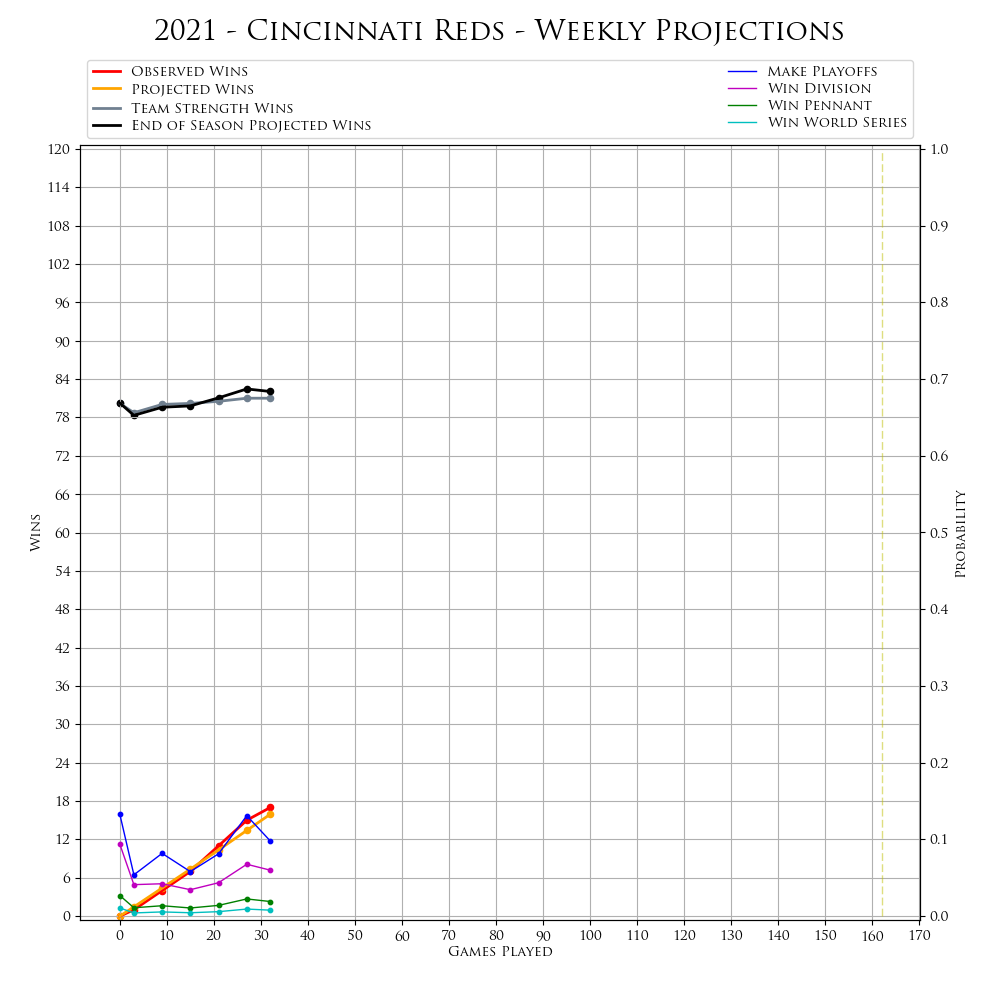 2021 - Cincinnati Reds - Weekly Projections
Observed Wins
Projected Wins
Team Strength Wins
End of Season Projected Wins
Make Playoffs
Win Division
Win Pennant
Win World Series
120
114
108
102
96
90
84
78
72
66
60
54
48
42
36
30
24
18
12
6
0
Wins
1.0
0.9
0.8
0.7
0.6
0.5
0.4
0.3
0.2
0.1
0.0
Probability
0 10 20 30 40 50 60 70 80 90 100 110 120 130 140 150 160 170
Games Played